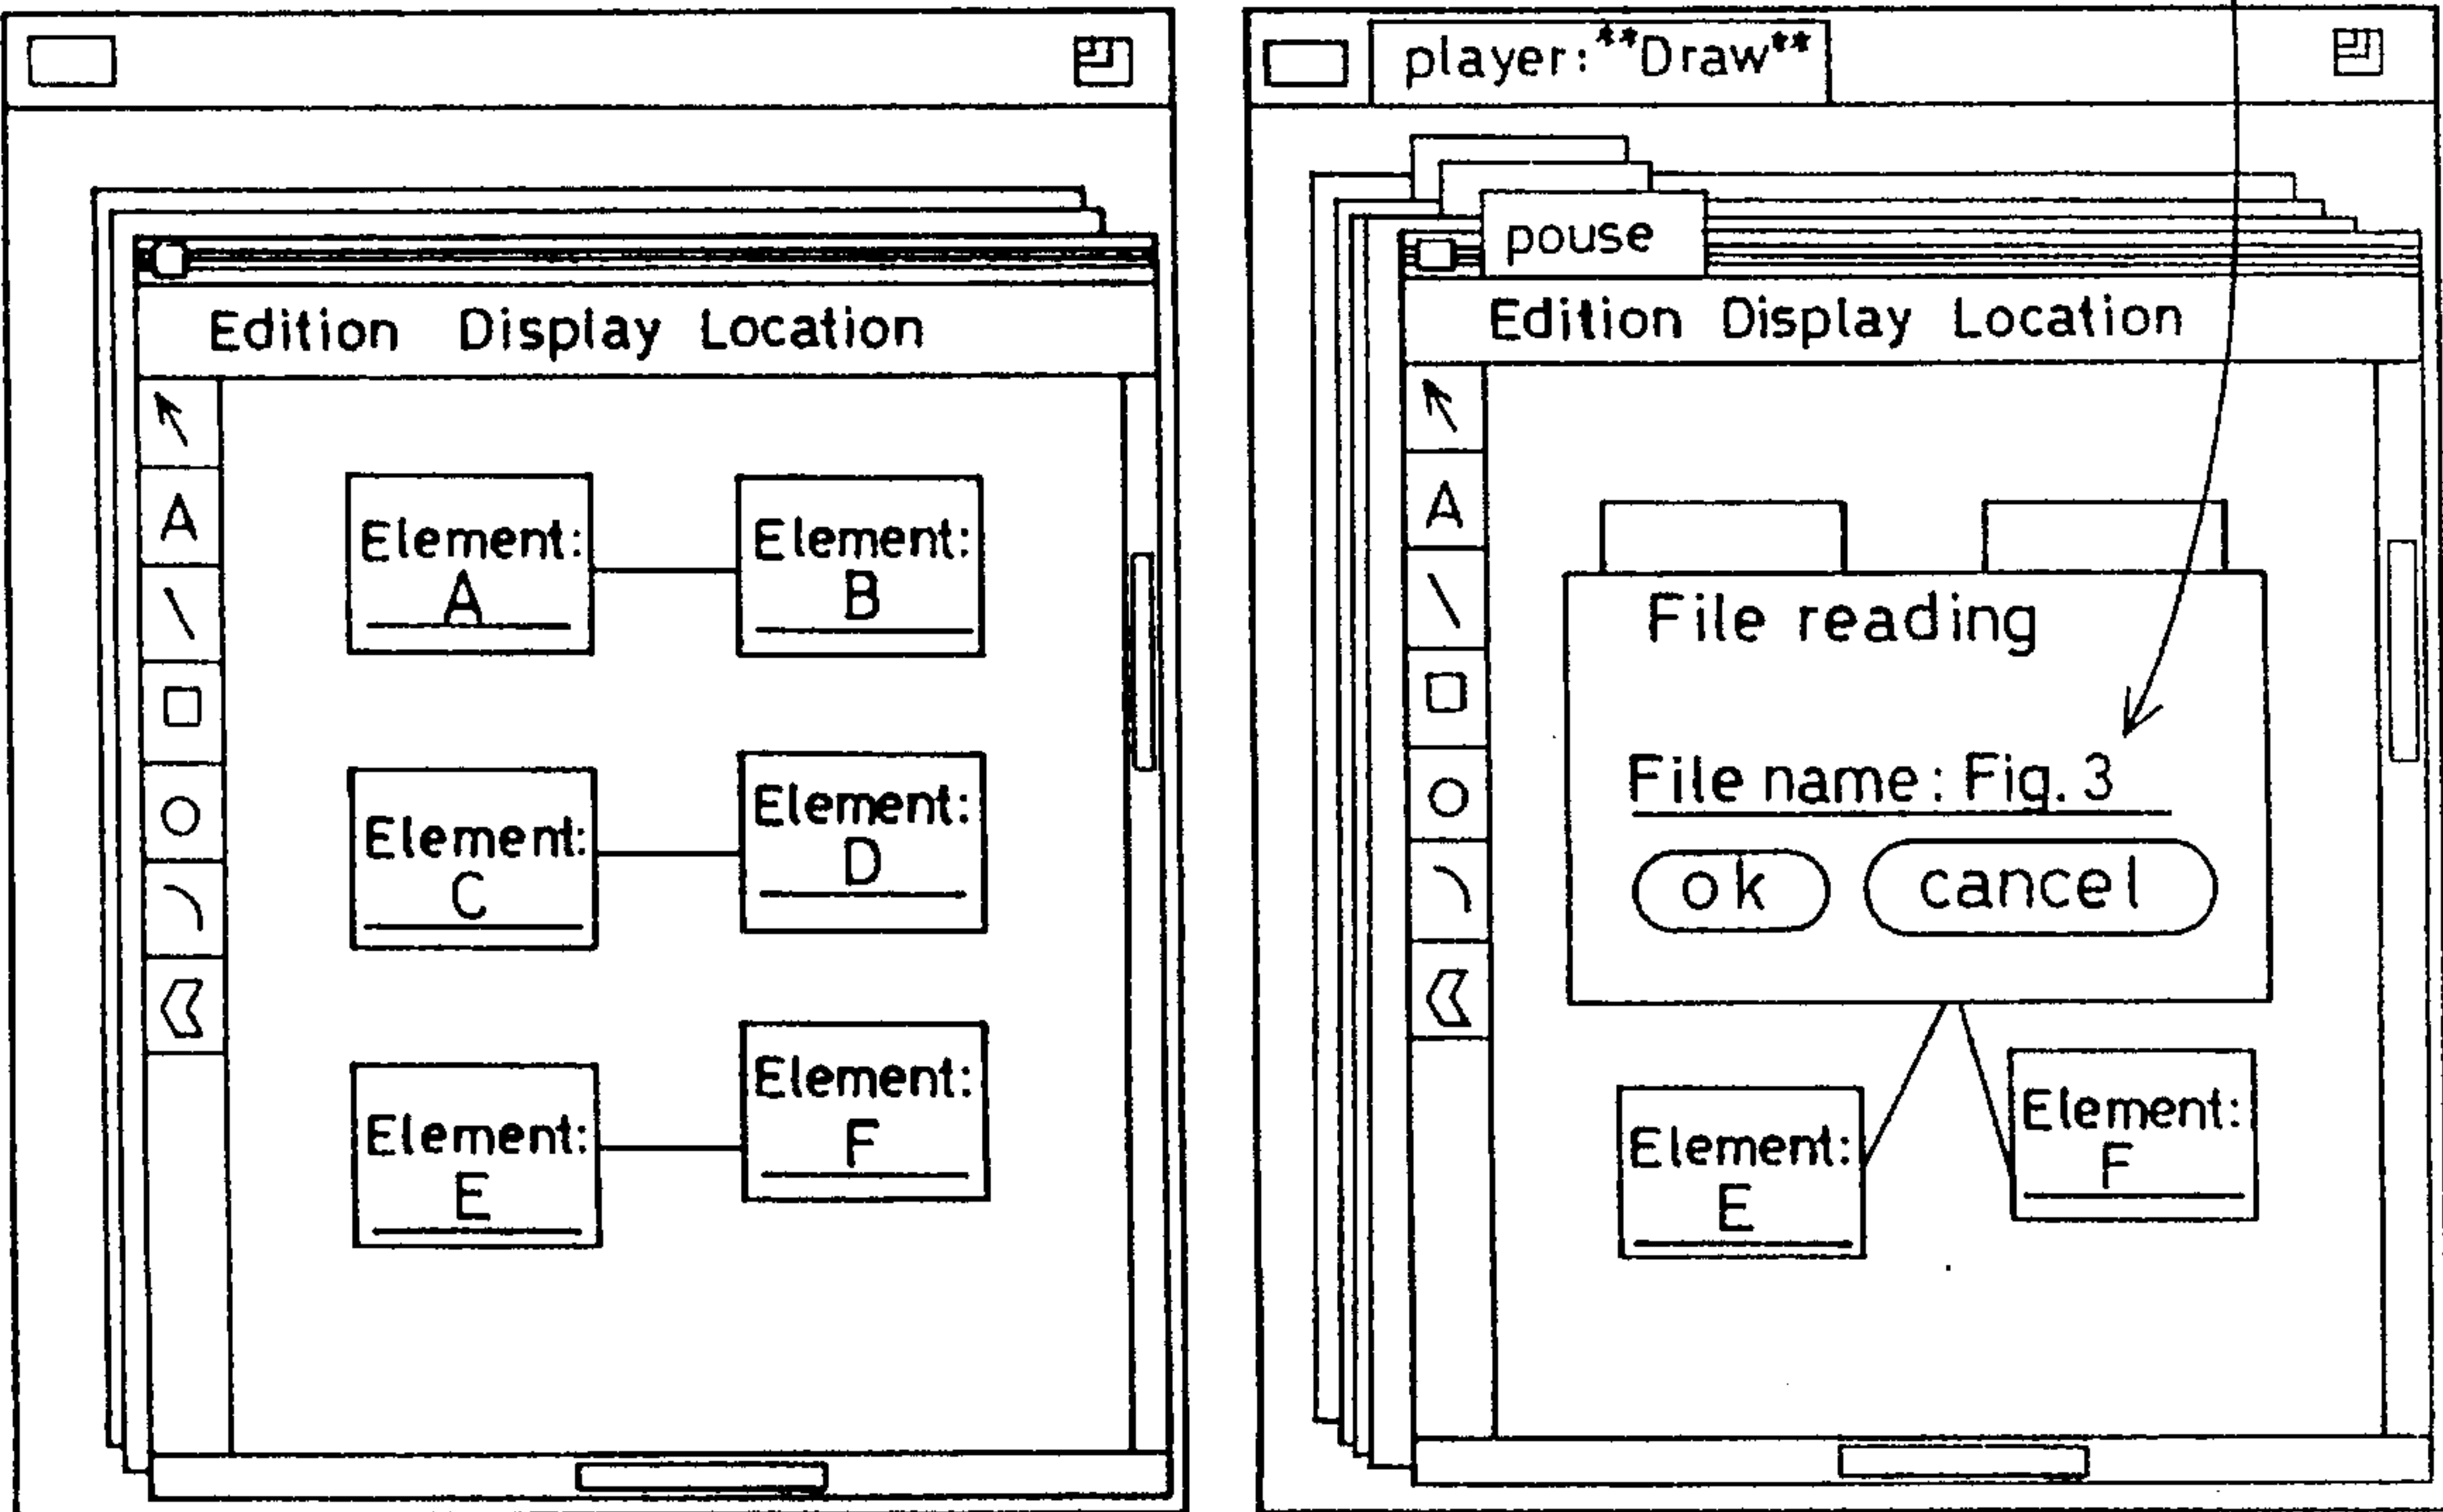 Edition Display Location
A
Element:
A
Element:
B
Element:
C
Element:
D
Element:
E
Element:
F
player:**Draw**
pouse
Edition Display Location
A
File reading
File name: Fig. 3
ok
cancel
Element:
E
Element:
F